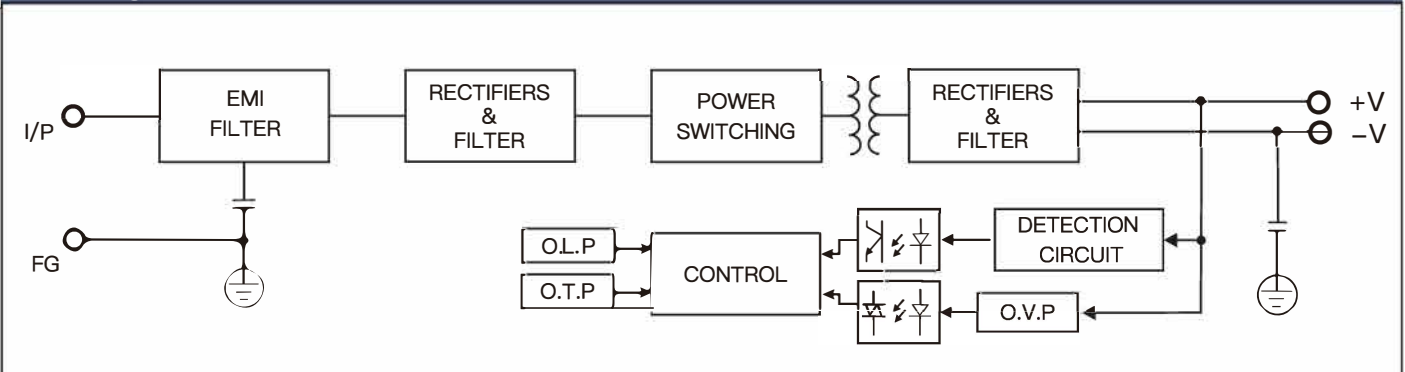 EMI
FILTER
RECTIFIERS
&
FILTER
POWER
SWITCHING
RECTIFIERS
&
FILTER
+V
−V
I/P
FG
O.L.P
O.T.P
CONTROL
DETECTION
CIRCUIT
O.V.P